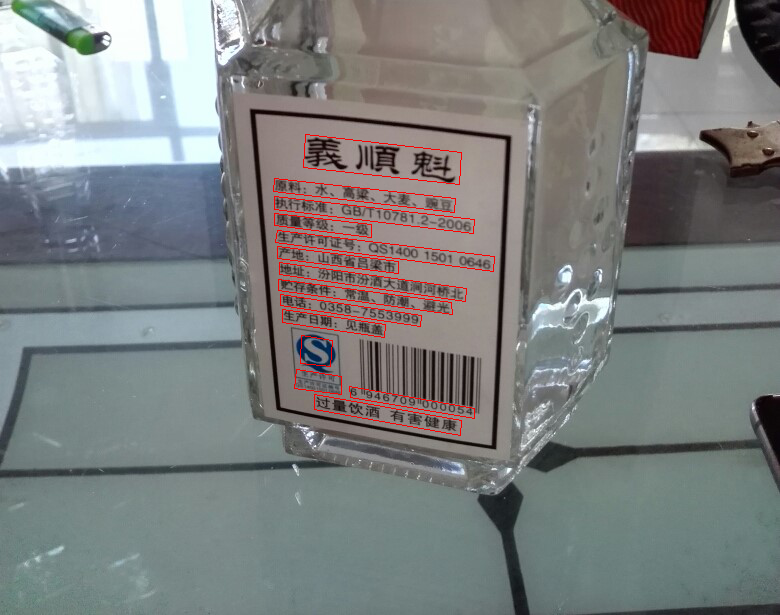 義順魁
原料：水、高粱、大麦、豌豆
执行标准：GB/T10781.2-2006
质量等级：一级
生产许可证号：QS1400 1501 0646
产地：山西省吕梁市
地址：汾阳市汾酒大道洞河桥北
贮存条件：常温、防潮、避光
电话：0358-7553999
生产日期：见瓶盖
S
6 946709 000054
过量饮酒 有害健康